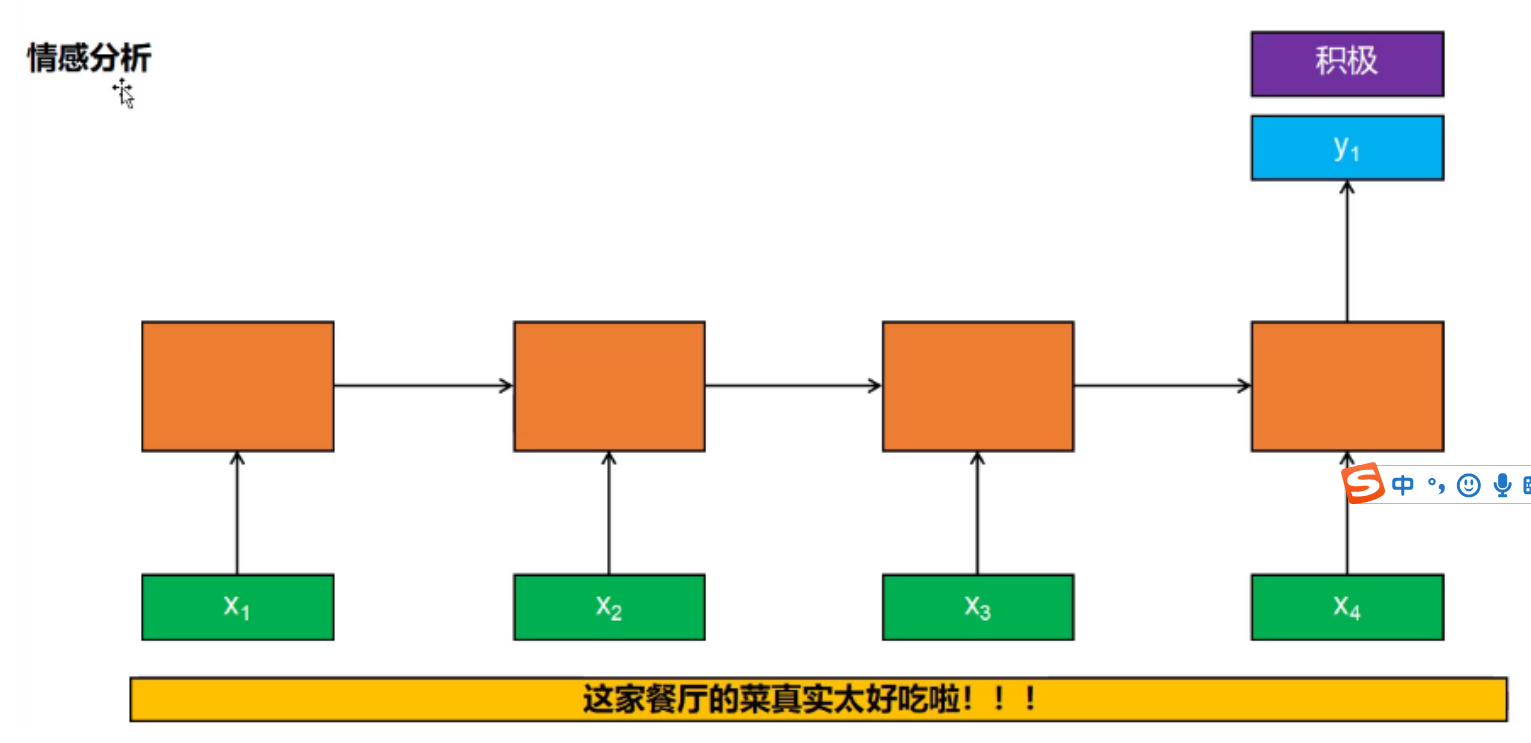 情感分析
积极
y₁
x₁ x₂ x₃ x₄
中
这家餐厅的菜真实太好吃啦！！！